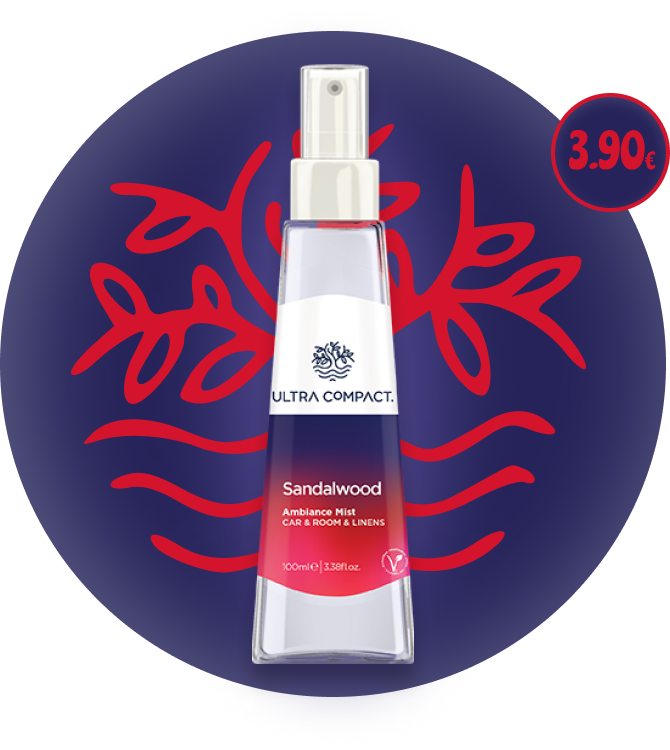 3.90€
ULTRA COMPACT.
Sandalwood
Ambiance Mist
CAR & ROOM & LINENS
100ml℮ | 3.38fl.oz.